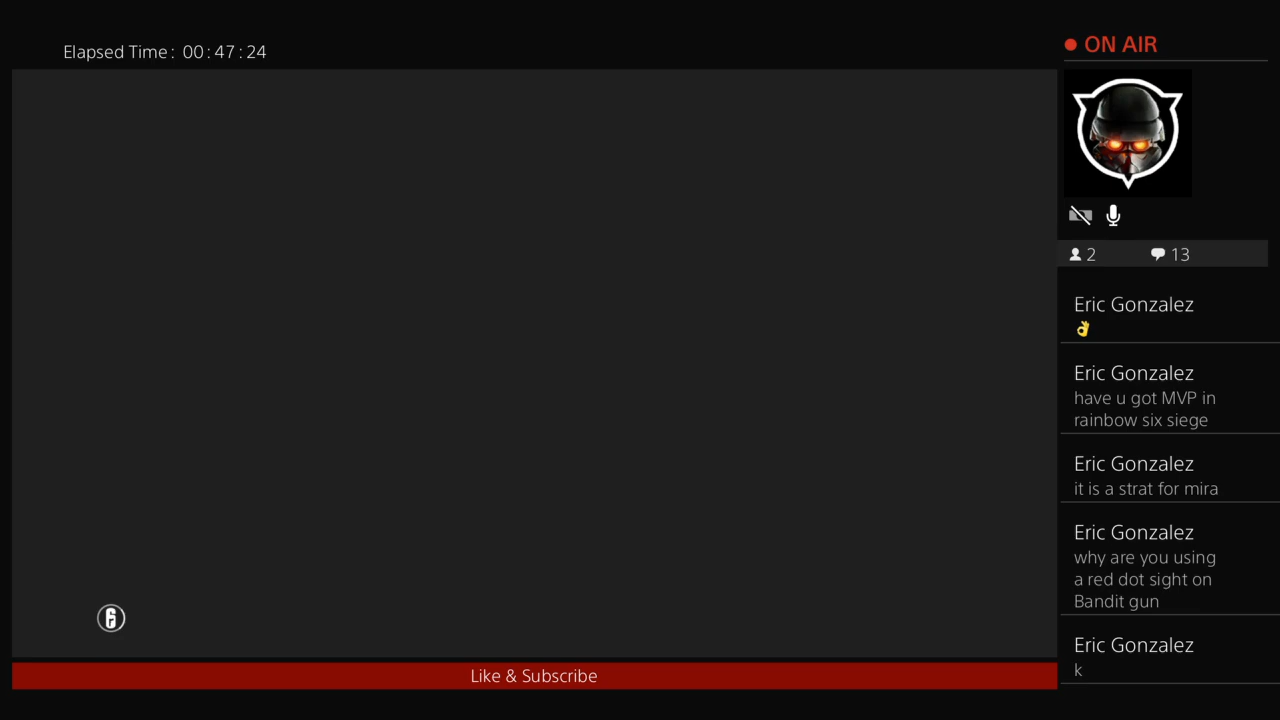 Elapsed Time: 00:47:24
ON AIR
2 13
Eric Gonzalez
👌
Eric Gonzalez
have u got MVP in
rainbow six siege
Eric Gonzalez
it is a strat for mira
Eric Gonzalez
why are you using
a red dot sight on
Bandit gun
Eric Gonzalez
k
6
Like & Subscribe